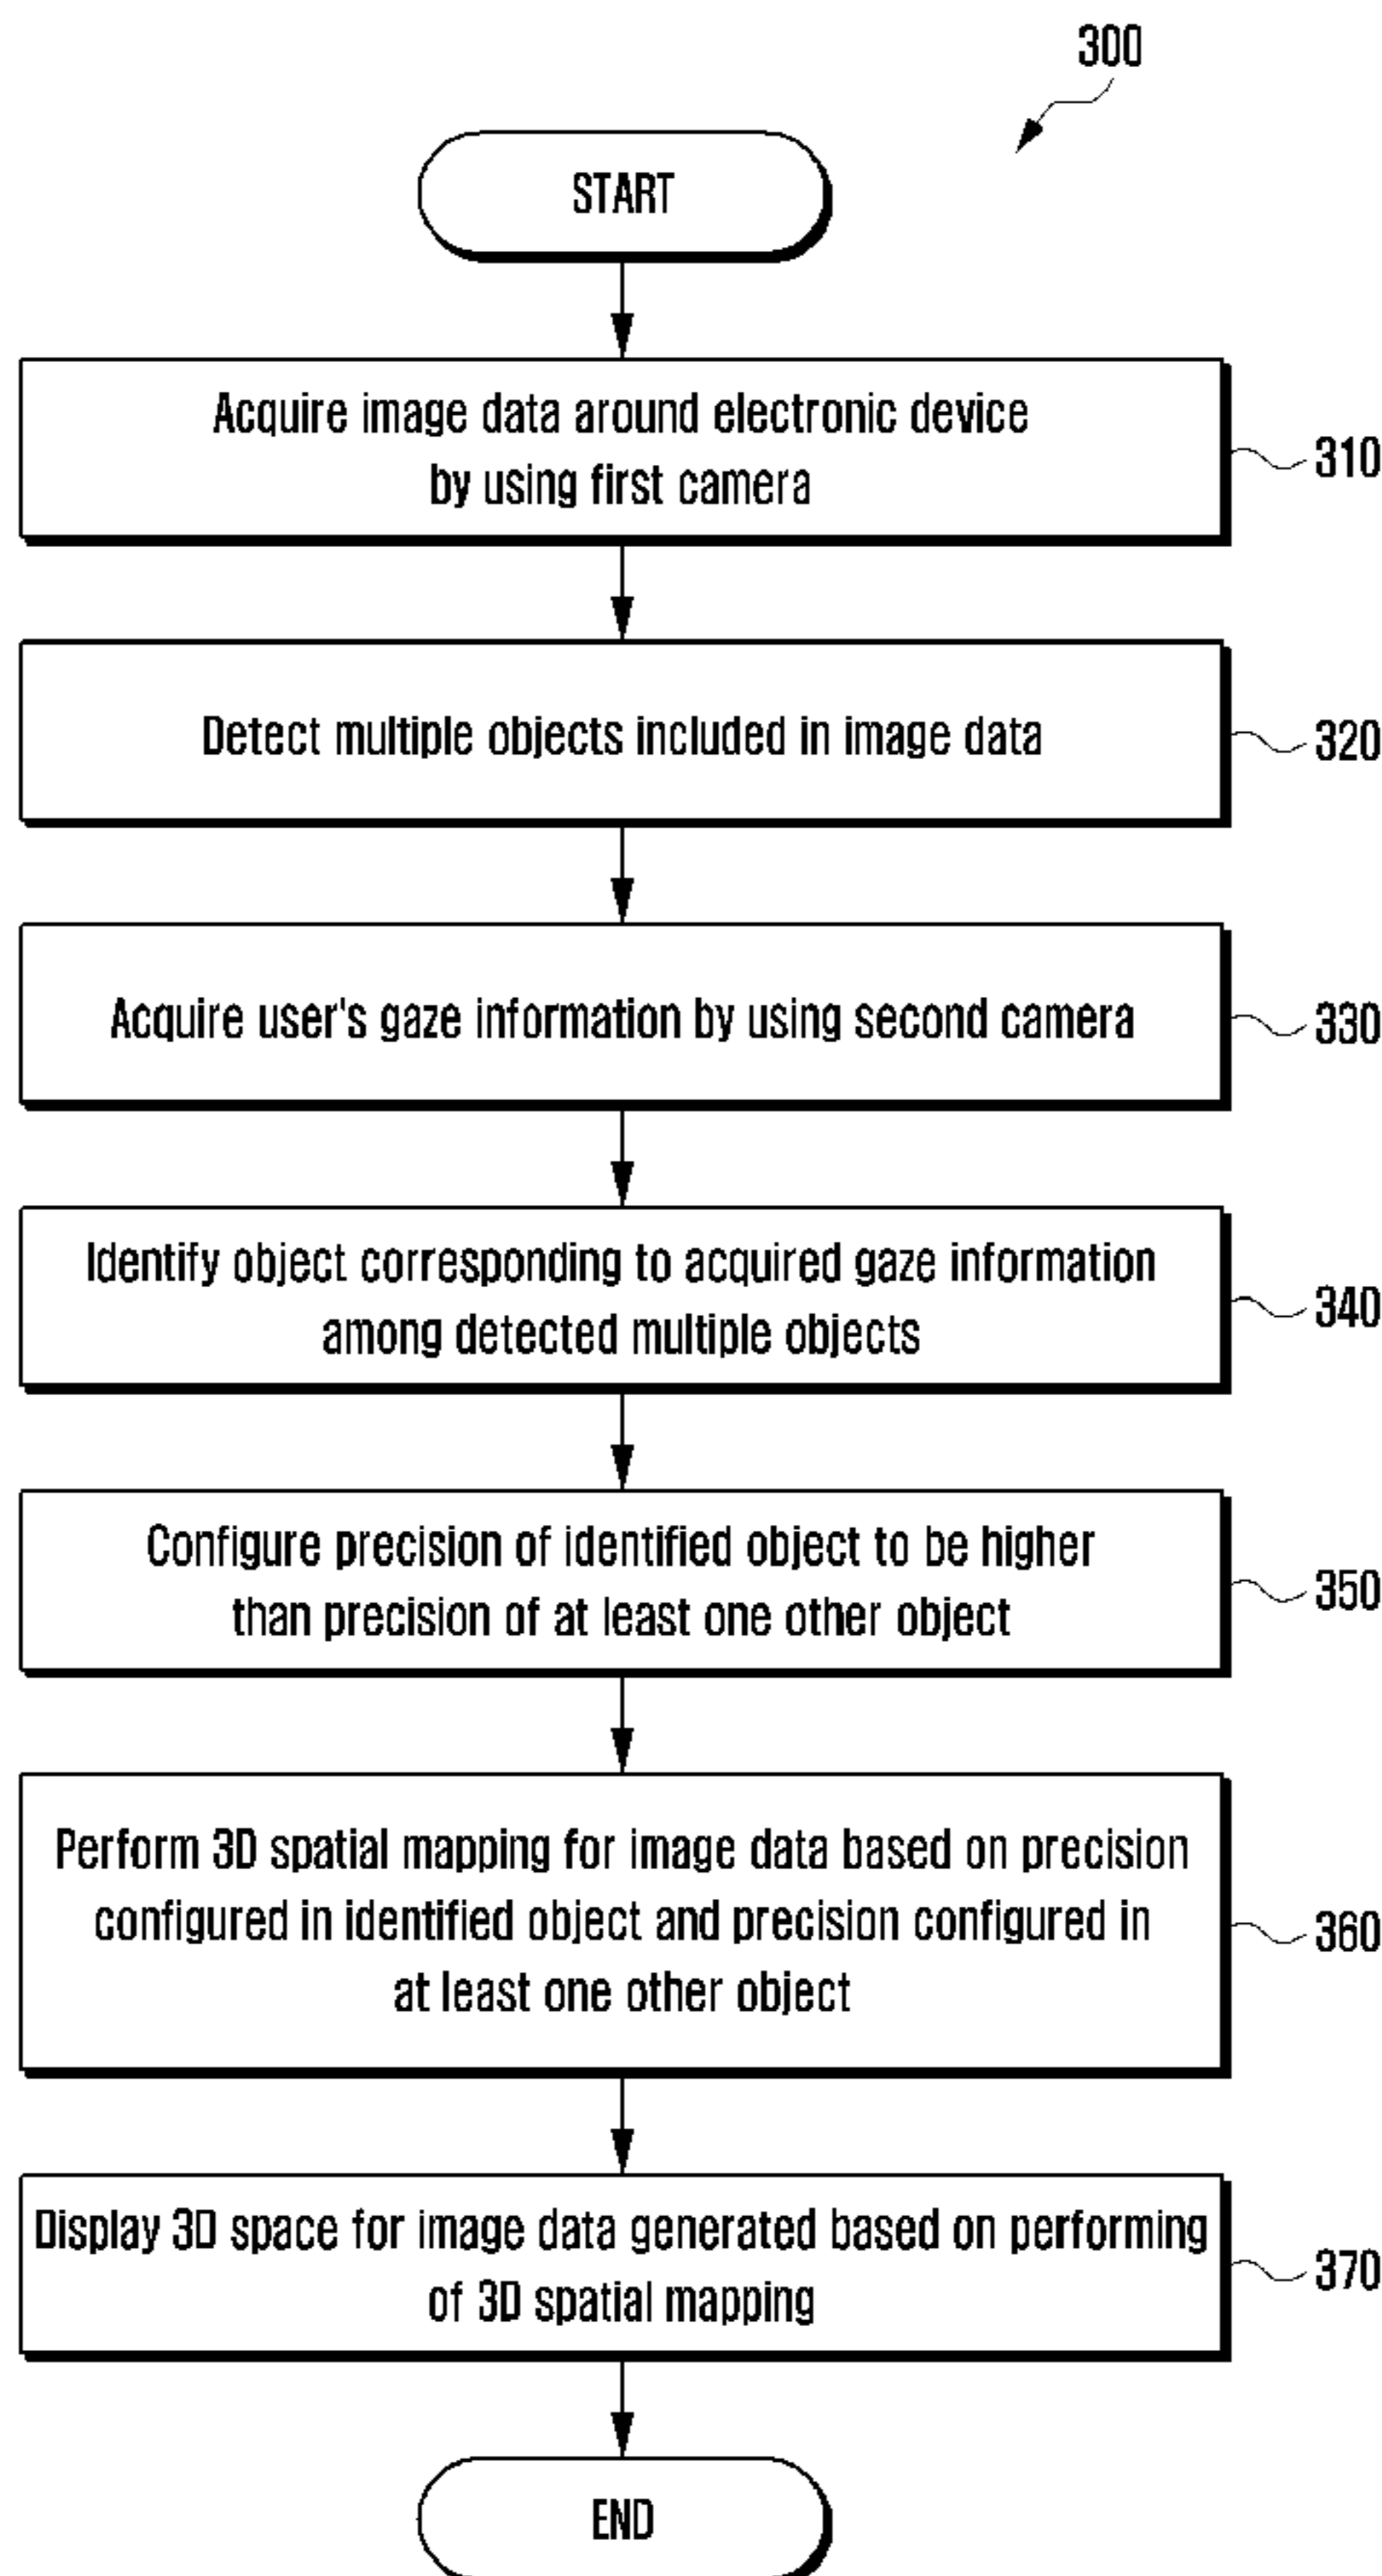 300
START
Acquire image data around electronic device
by using first camera
310
Detect multiple objects included in image data
320
Acquire user's gaze information by using second camera
330
Identify object corresponding to acquired gaze information
among detected multiple objects
340
Configure precision of identified object to be higher
than precision of at least one other object
350
Perform 3D spatial mapping for image data based on precision
configured in identified object and precision configured in
at least one other object
360
Display 3D space for image data generated based on performing
of 3D spatial mapping
370
END